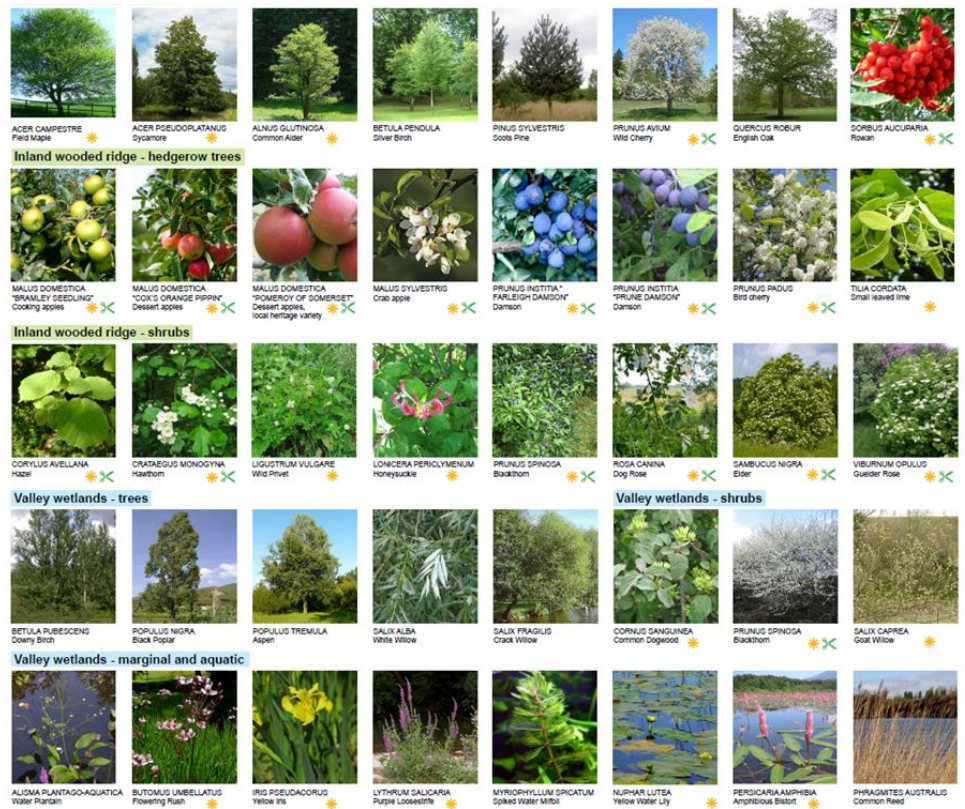 ACER CAMPESTRE
Field Maple
ACER PSEUDOPLATANUS
Sycamore
ALNUS GLUTINOSA
Common Alder
BETULA PENDULA
Silver Birch
PINUS SYLVESTRIS
Scots Pine
PRUNUS AVIUM
Wild Cherry
QUERCUS ROBUR
English Oak
SORBUS AUCUPARIA
Rowan
Inland wooded ridge - hedgerow trees
MALUS DOMESTICA
"BRAMLEY SEEDLING"
Cooking apples
MALUS DOMESTICA
"COX'S ORANGE PIPPIN"
Dessert apples
MALUS DOMESTICA
"POMEROY OF SOMERSET"
Dessert apples,
local heritage variety
MALUS SYLVESTRIS
Crab apple
PRUNUS INSTITIA "
FARLEIGH DAMSON"
Damson
PRUNUS INSTITIA
"PRUNE DAMSON"
Damson
PRUNUS PADUS
Bird cherry
TILIA CORDATA
Small leaved lime
Inland wooded ridge - shrubs
CORYLUS AVELLANA
Hazel
CRATAEGUS MONOGYNA
Hawthorn
LIGUSTRUM VULGARE
Wild Privet
LONICERA PERICLYMENUM
Honeysuckle
PRUNUS SPINOSA
Blackthorn
ROSA CANINA
Dog Rose
SAMBUCUS NIGRA
Elder
VIBURNUM OPULUS
Guelder Rose
Valley wetlands - trees
BETULA PUBESCENS
Downy Birch
POPULUS NIGRA
Black Poplar
POPULUS TREMULA
Aspen
SALIX ALBA
White Willow
SALIX FRAGILIS
Crack Willow
Valley wetlands - shrubs
CORNUS SANGUINEA
Common Dogwood
PRUNUS SPINOSA
Blackthorn
SALIX CAPREA
Goat Willow
Valley wetlands - marginal and aquatic
ALISMA PLANTAGO-AQUATICA
Water Plantain
BUTOMUS UMBELLATUS
Flowering Rush
IRIS PSEUDACORUS
Yellow Iris
LYTHRUM SALICARIA
Purple Loosestrife
MYRIOPHYLLUM SPICATUM
Spiked Water Milfoil
NUPHAR LUTEA
Yellow Water Lily
PERSICARIA AMPHIBIA
Amphibious Bistort
PHRAGMITES AUSTRALIS
Common Reed